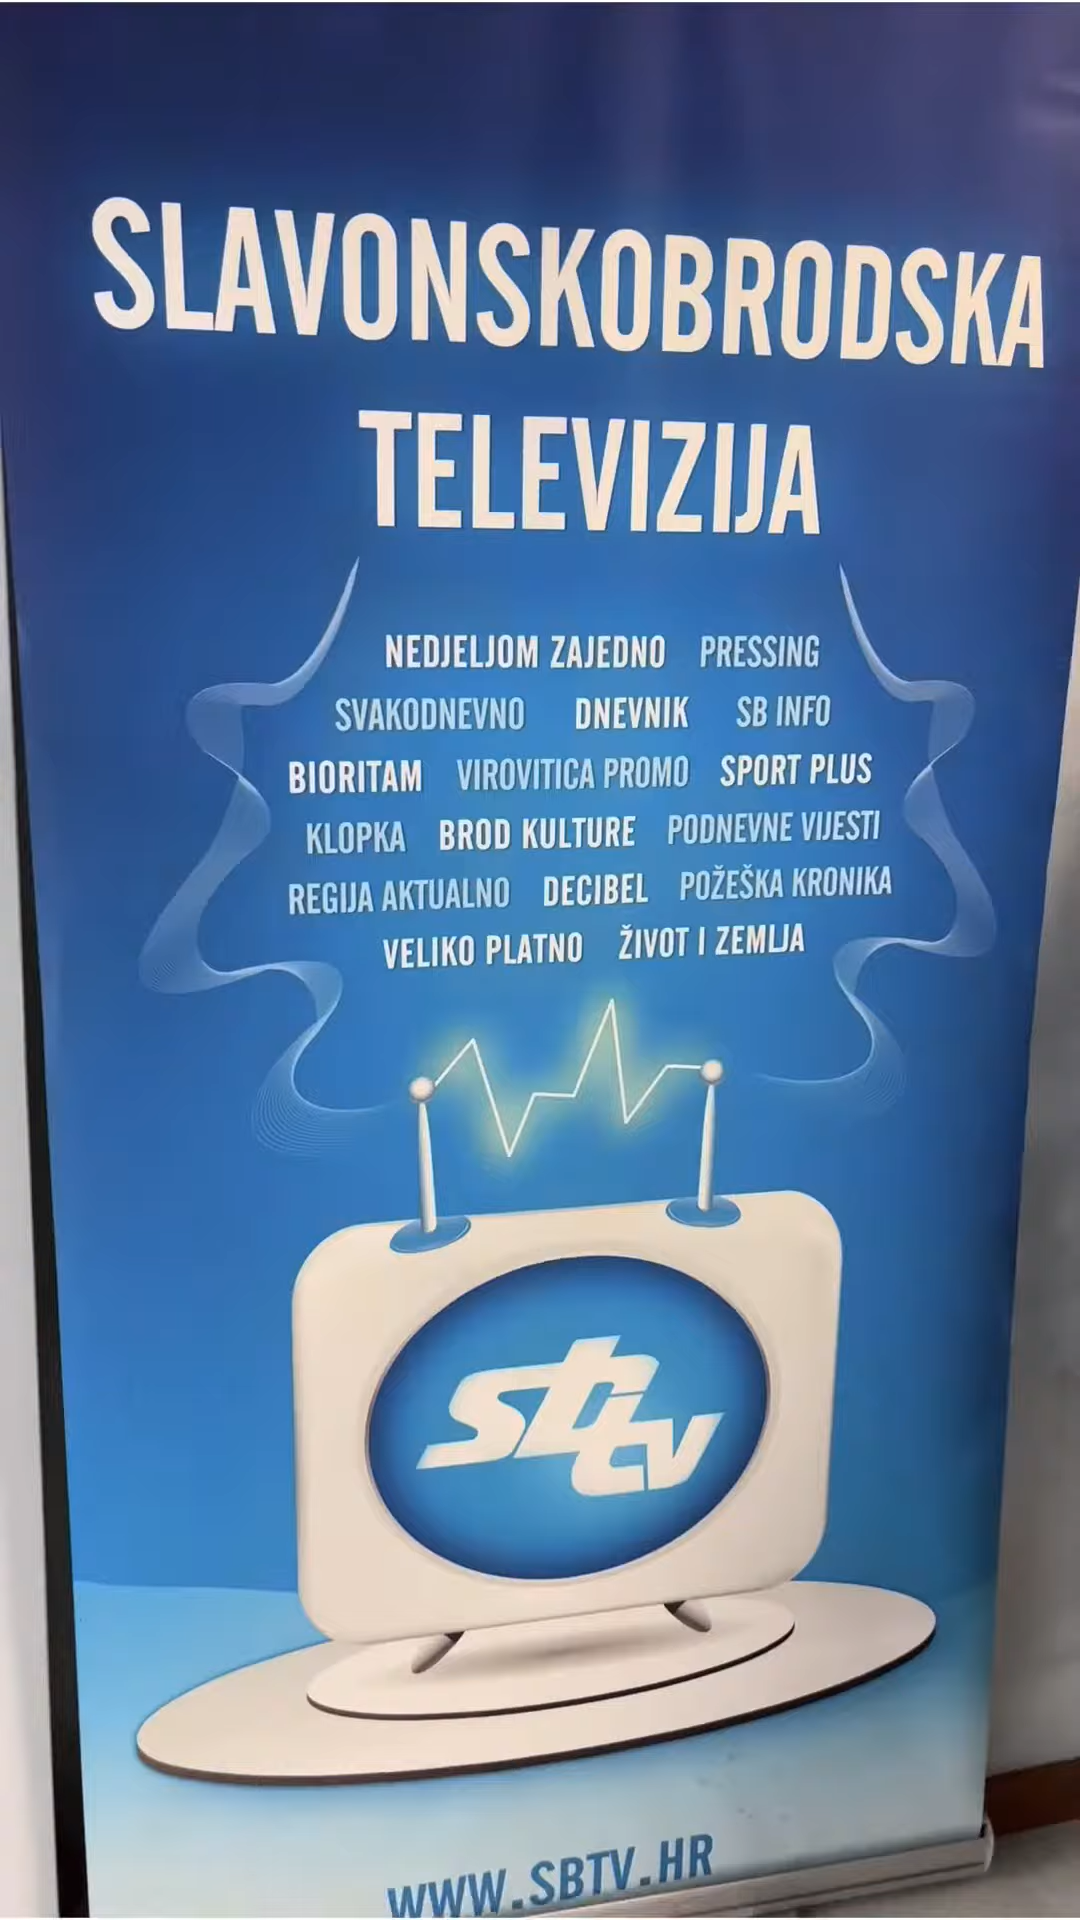 SLAVONSKOBRODSKA
TELEVIZIJA
NEDJELJOM ZAJEDNO PRESSING
SVAKODNEVNO DNEVNIK SB INFO
BIORITAM VIROVITICA PROMO SPORT PLUS
KLOPKA BROD KULTURE PODNEVNE VIJESTI
REGIJA AKTUALNO DECIBEL POŽEŠKA KRONIKA
VELIKO PLATNO ŽIVOT I ZEMLJA
sbtv
WWW.SBTV.HR